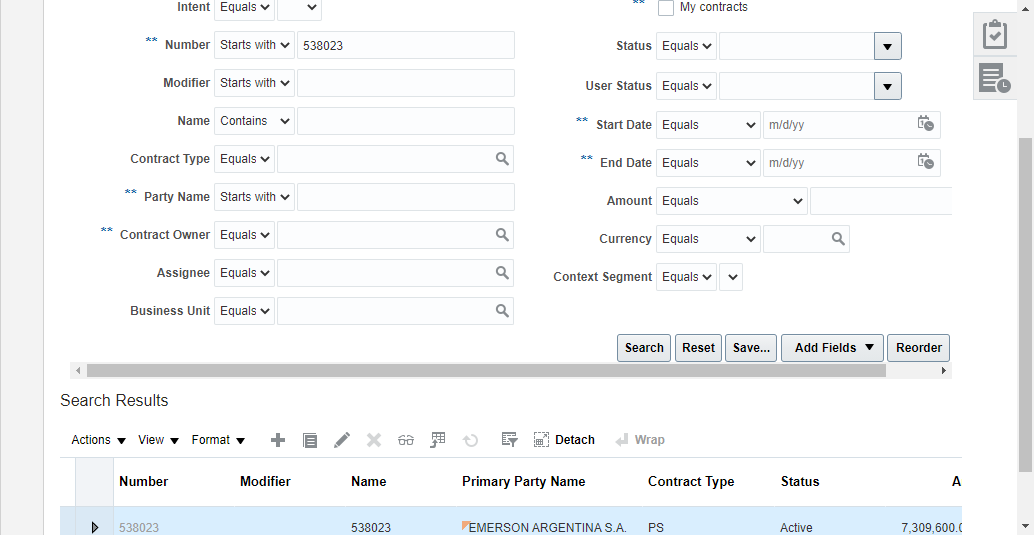 Intent Equals
** My contracts
** Number Starts with 538023
Status Equals
Modifier Starts with
User Status Equals
Name Contains
** Start Date Equals m/d/yy
Contract Type Equals
** End Date Equals m/d/yy
** Party Name Starts with
Amount Equals
** Contract Owner Equals
Currency Equals
Assignee Equals
Context Segment Equals
Business Unit Equals
Search Reset Save... Add Fields Reorder
Search Results
Actions View Format Detach Wrap
Number Modifier Name Primary Party Name Contract Type Status A
538023 538023 EMERSON ARGENTINA S.A. PS Active 7,309,600.0